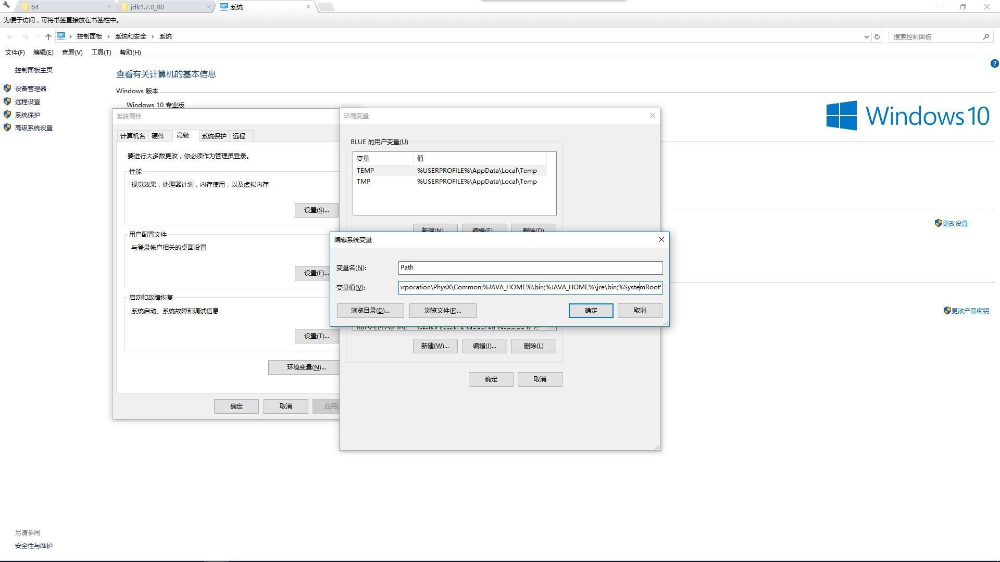 64
jdk1.7.0_80
系统
为便于访问，可将书签直接放在书签栏中。
控制面板 › 系统和安全 › 系统
搜索控制面板
文件(F) 编辑(E) 查看(V) 工具(T) 帮助(H)
控制面板主页
设备管理器
远程设置
系统保护
高级系统设置
查看有关计算机的基本信息
Windows 版本
Windows 10 专业版
Windows 10
更改设置
更改产品密钥
系统属性
计算机名 硬件 高级 系统保护 远程
要进行大多数更改，你必须作为管理员登录。
性能
视觉效果，处理器计划，内存使用，以及虚拟内存
设置(S)...
用户配置文件
与登录帐户相关的桌面设置
设置(E)...
启动和故障恢复
系统启动、系统故障和调试信息
设置(T)...
环境变量(N)...
确定 取消 应用(
环境变量
BLUE 的用户变量(U)
变量 值
TEMP %USERPROFILE%\AppData\Local\Temp
TMP %USERPROFILE%\AppData\Local\Temp
新建(N) 编辑(E) 删除(D)
编辑系统变量
变量名(N): Path
变量值(V): orporation\PhysX\Common;%JAVA_HOME%\bin;%JAVA_HOME%\jre\bin;%SystemRoot%
浏览目录(D)... 浏览文件(F)... 确定 取消
PROCESSOR_IDE... Intel64 Family 6 Model 58 Stepping 9, G...
新建(W)... 编辑(I)... 删除(L)
确定 取消
另请参阅
安全性与维护